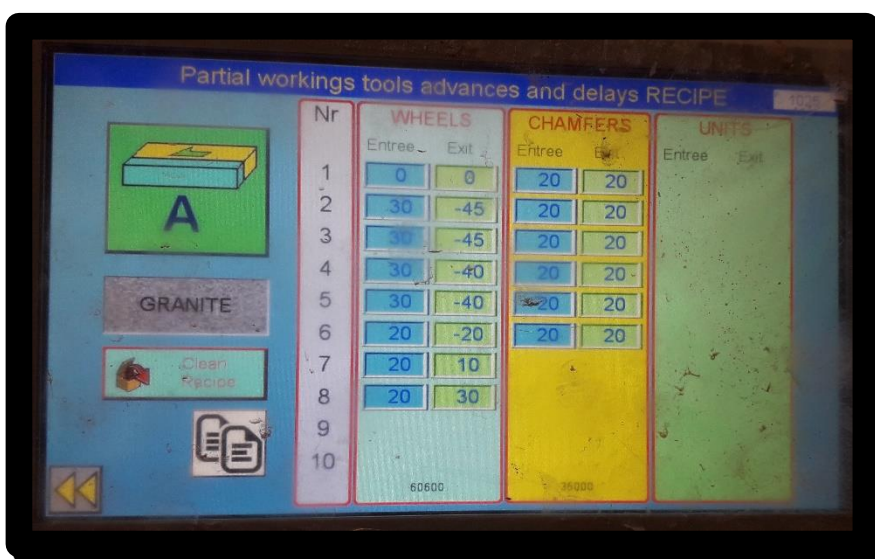 Partial workings tools advances and delays RECIPE
1026
Nr WHEELS CHAMFERS UNITS
Entree Exit Entree Exit Entree Exit
1 0 0 20 20
2 30 -45 20 20
3 30 -45 20 20
4 30 -40 20 20
5 30 -40 20 20
6 20 -20 20 20
7 20 10
8 20 30
9
10
60600 36000
A
GRANITE
Clean
Recipe